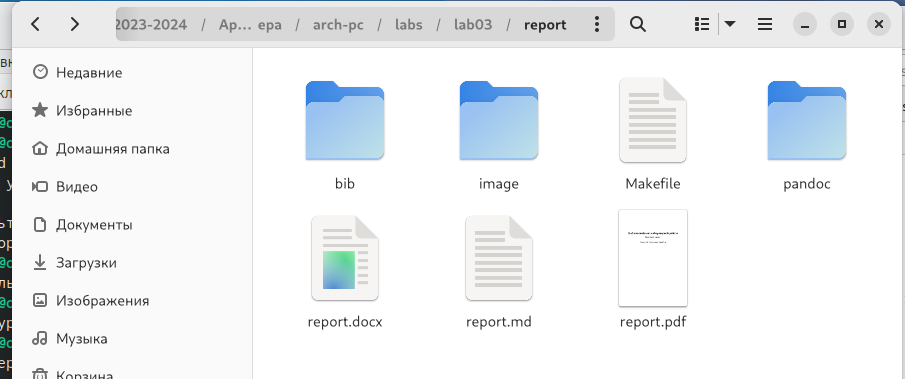 2023-2024 / Ар… ера / arch-pc / labs / lab03 / report
Недавние
Избранные
Домашняя папка
Видео
Документы
Загрузки
Изображения
Музыка
Корзина
bib
image
Makefile
pandoc
report.docx
report.md
report.pdf